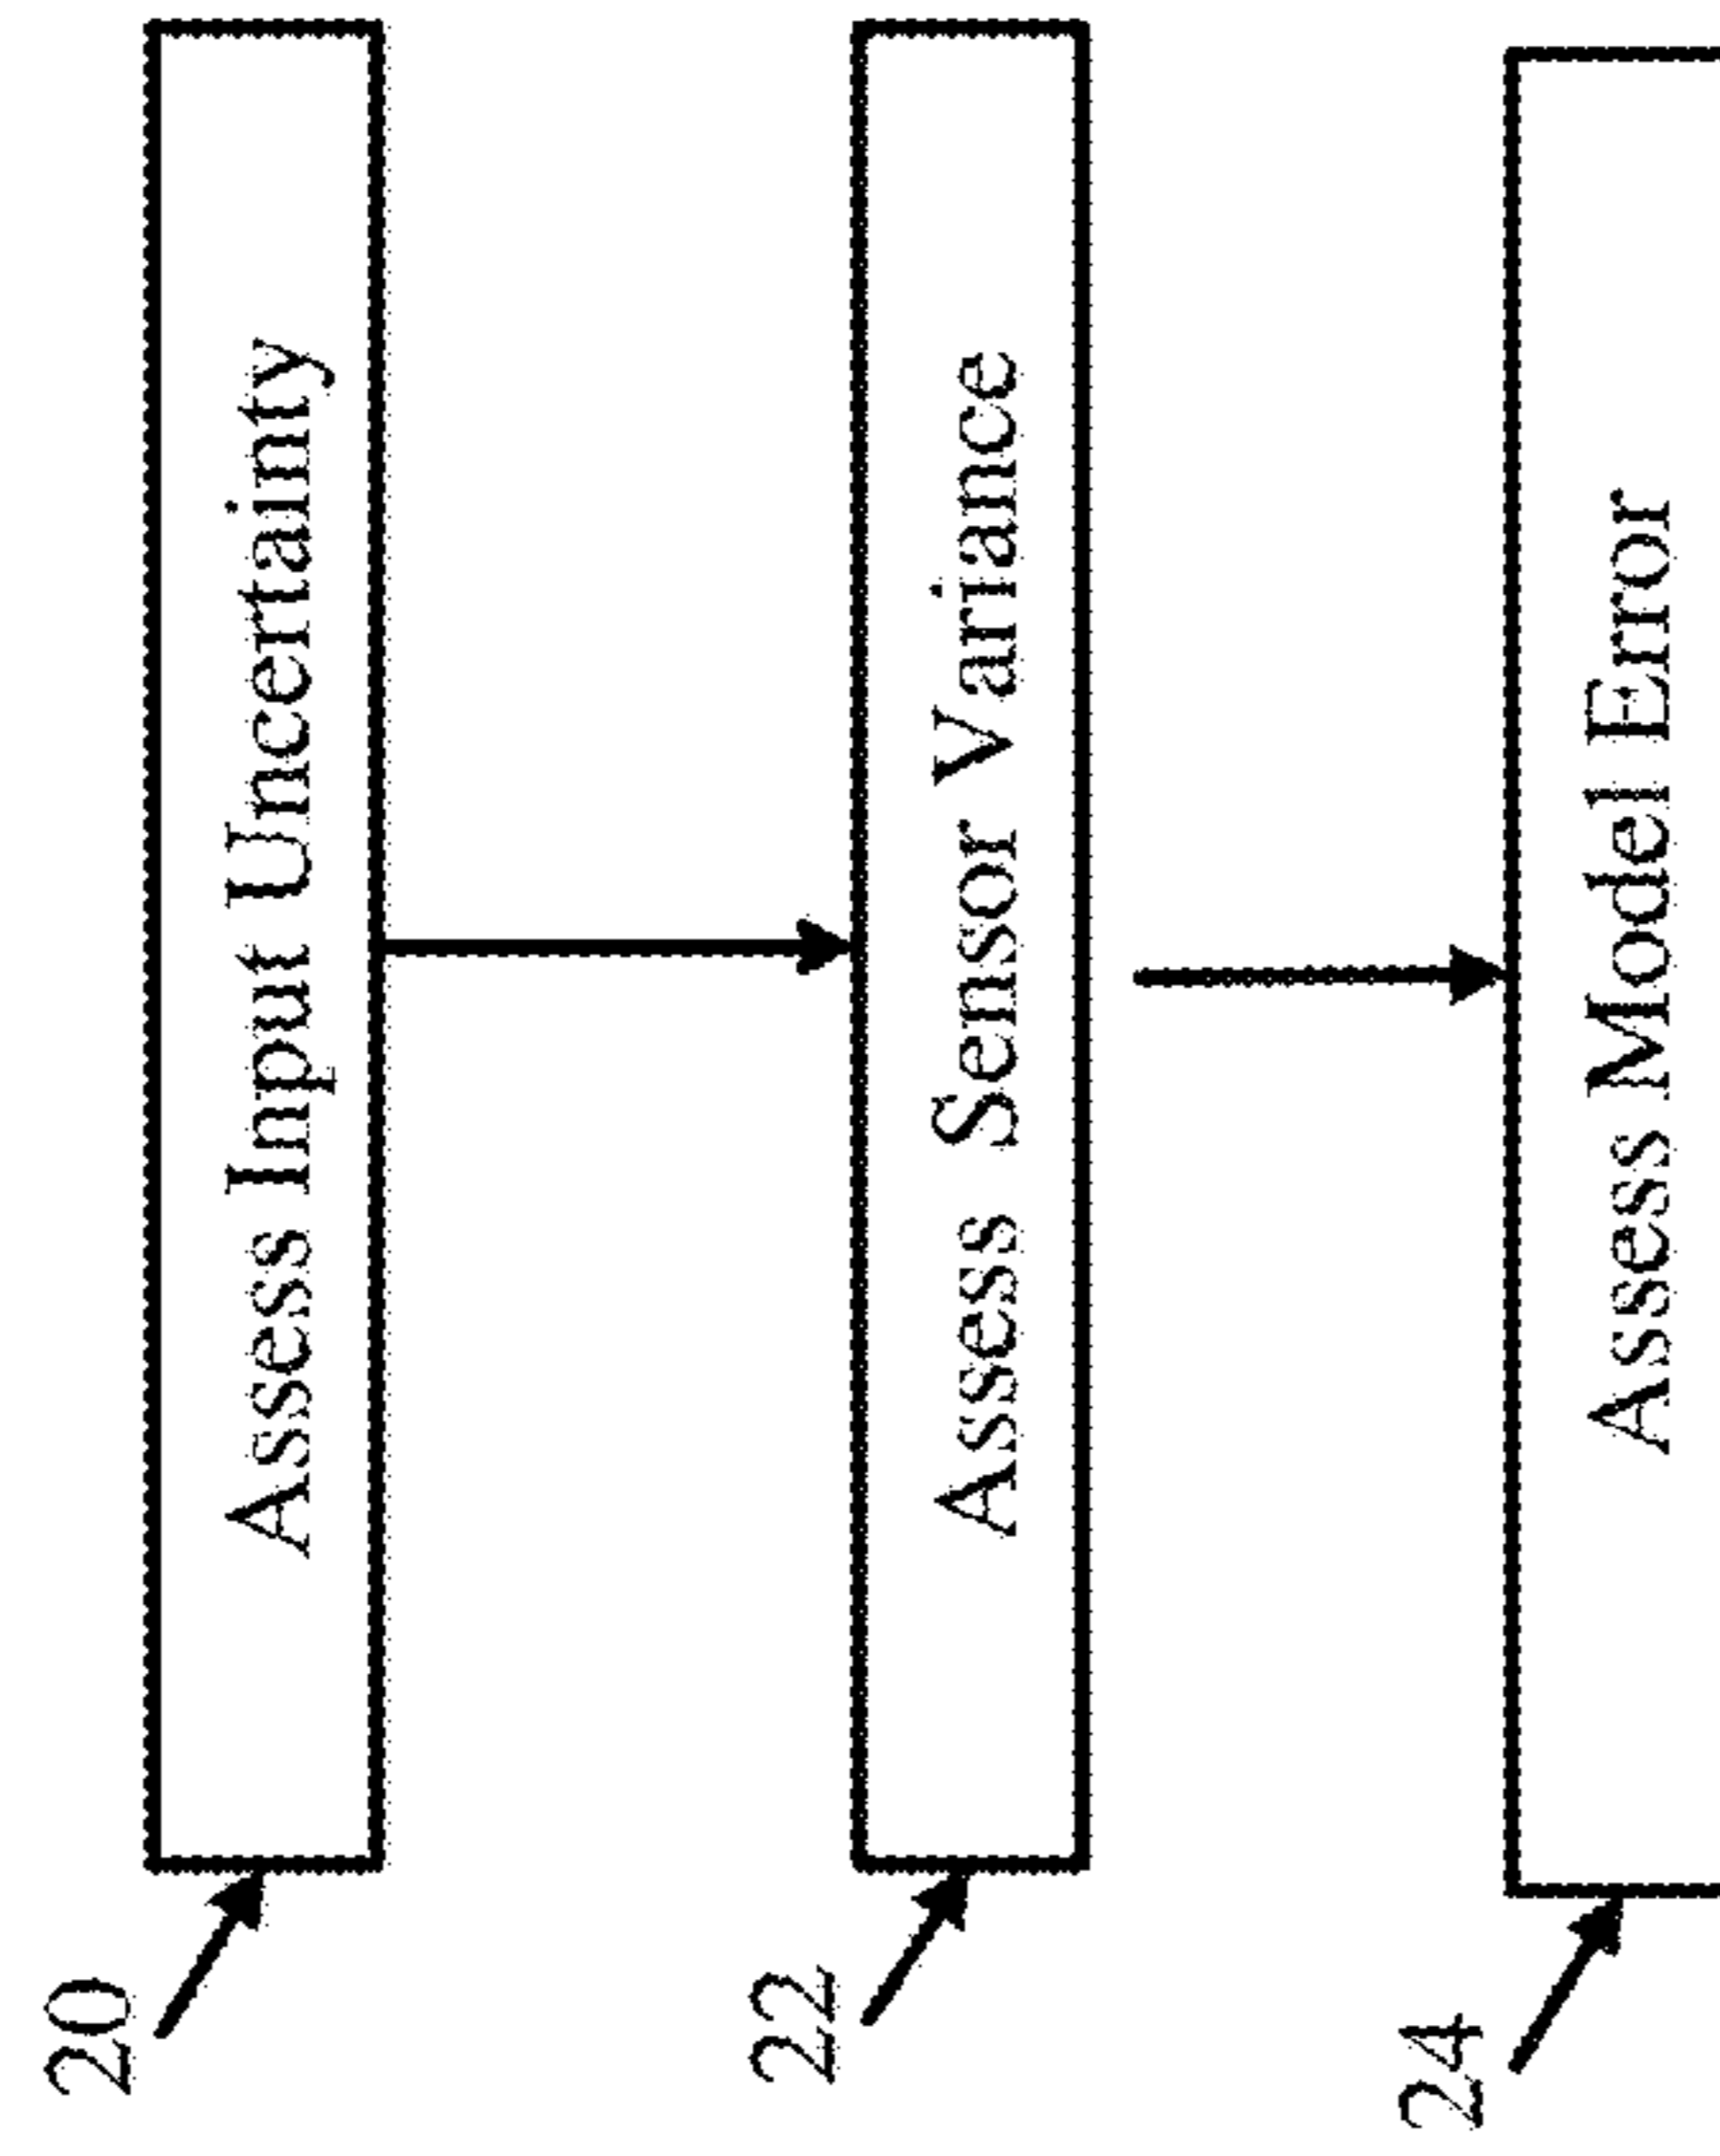 20
Assess Input Uncertainty
22
Assess Sensor Variance
24
Assess Model Error